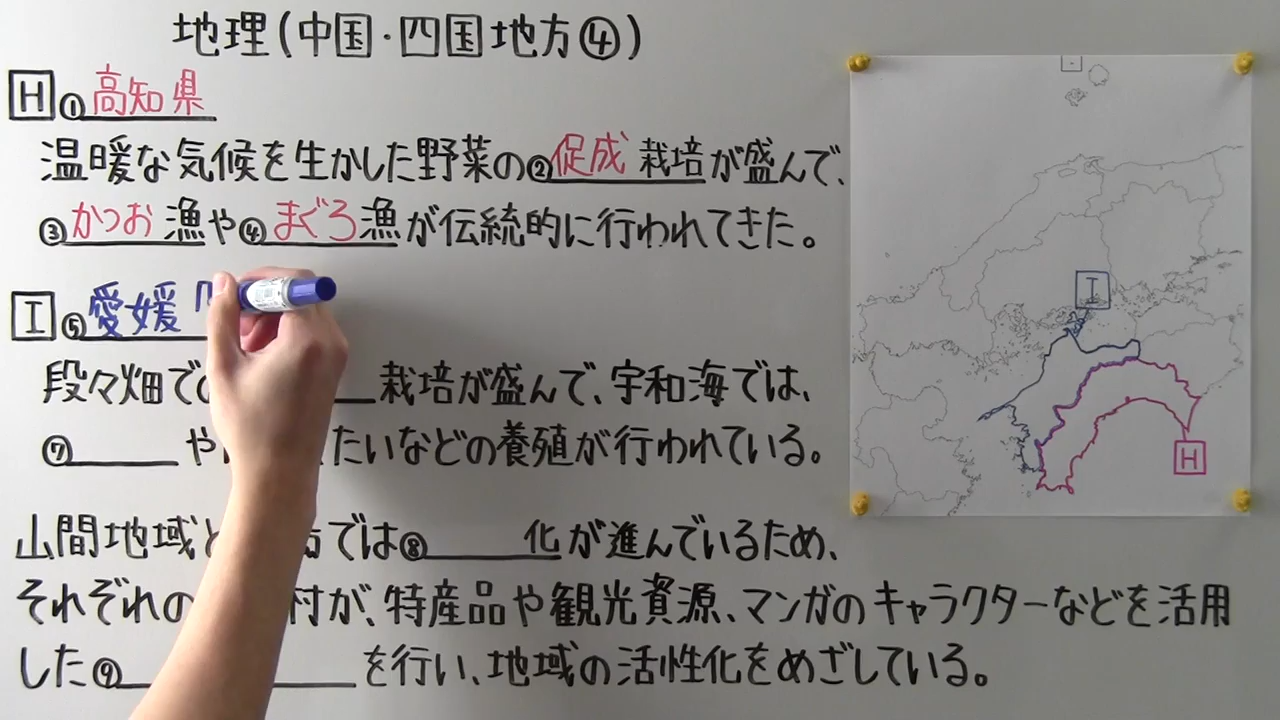 地理(中国・四国地方④)
H ①高知県
温暖な気候を生かした野菜の②促成栽培が盛んで、
③かつお漁や④まぐろ漁が伝統的に行われてきた。
I ⑤愛媛
段々畑で 栽培が盛んで、宇和海では、
⑦ や たいなどの養殖が行われている。
山間地域と では⑧ 化が進んでいるため、
それぞれの 村が、特産品や観光資源、マンガのキャラクターなどを活用
した⑨ を行い、地域の活性化をめざしている。
I
H